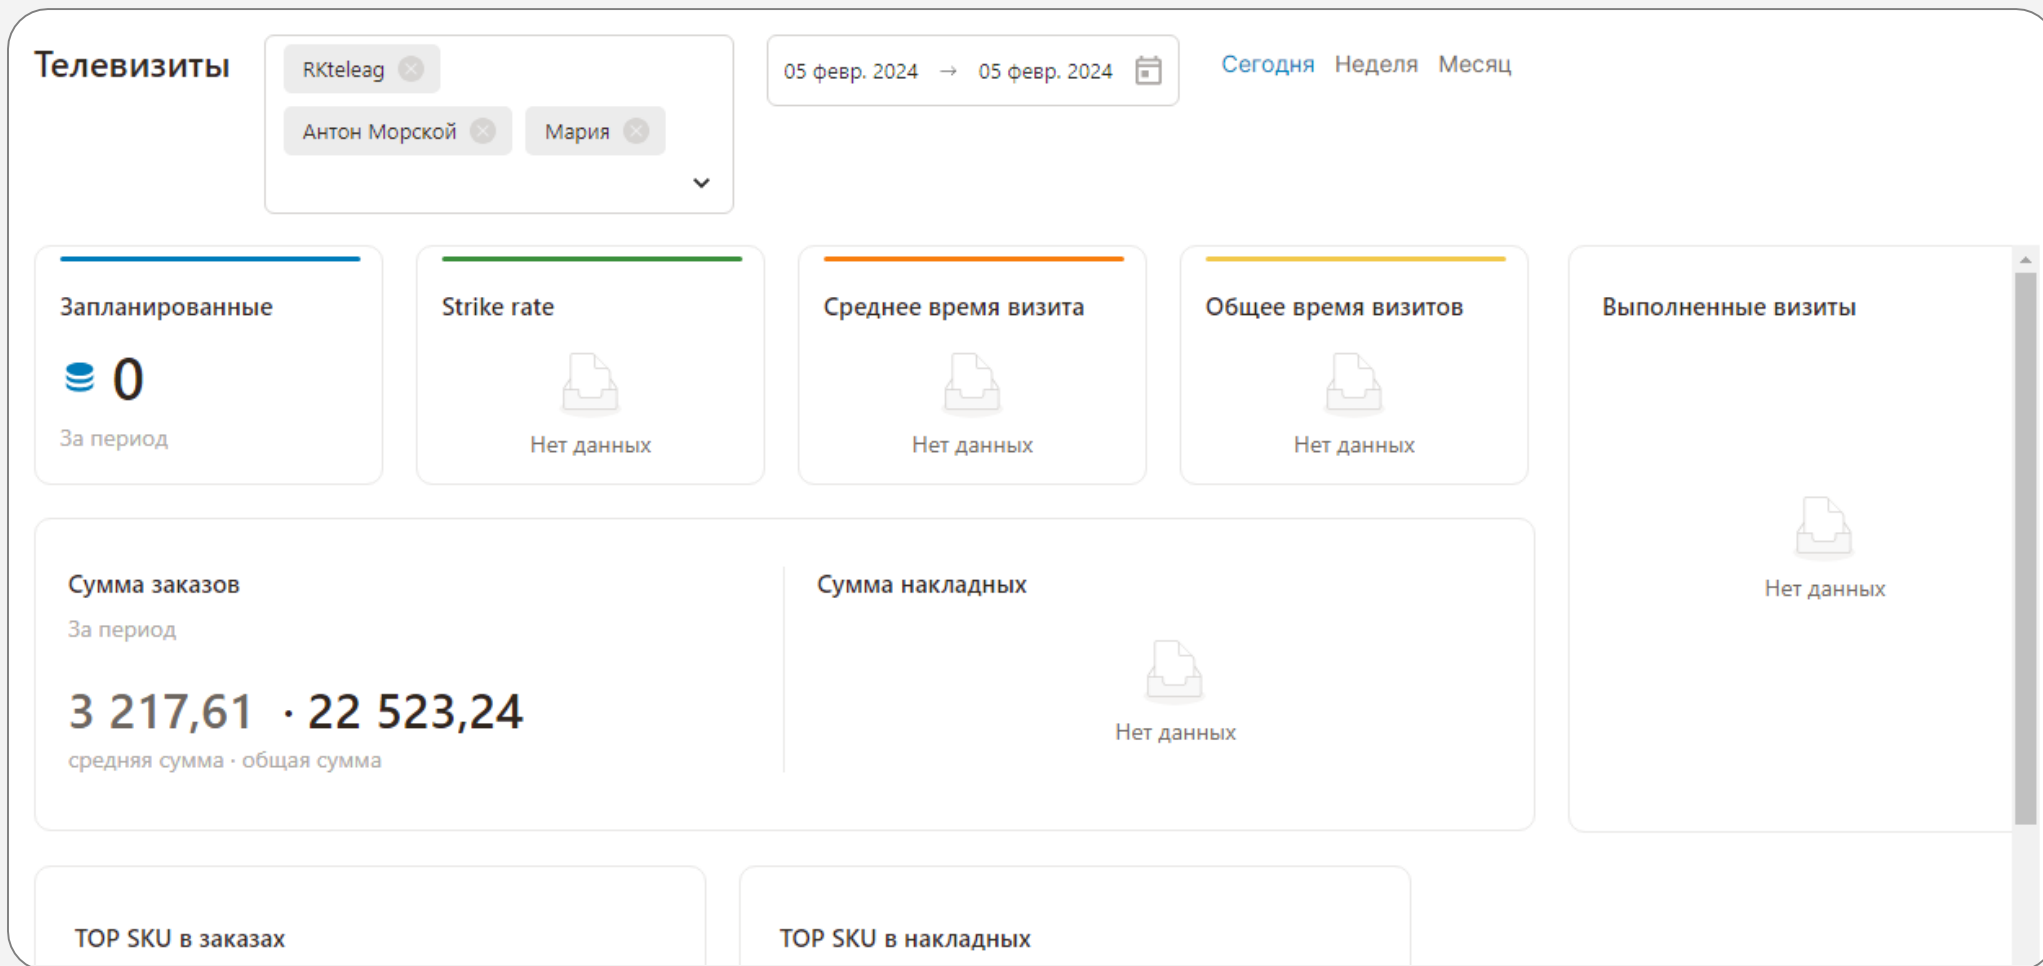 Телевизиты
RKteleag
Антон Морской
Мария
05 февр. 2024 → 05 февр. 2024
Сегодня Неделя Месяц
Запланированные
0
За период
Strike rate
Нет данных
Среднее время визита
Нет данных
Общее время визитов
Нет данных
Выполненные визиты
Нет данных
Сумма заказов
За период
3 217,61 · 22 523,24
средняя сумма · общая сумма
Сумма накладных
Нет данных
TOP SKU в заказах
TOP SKU в накладных